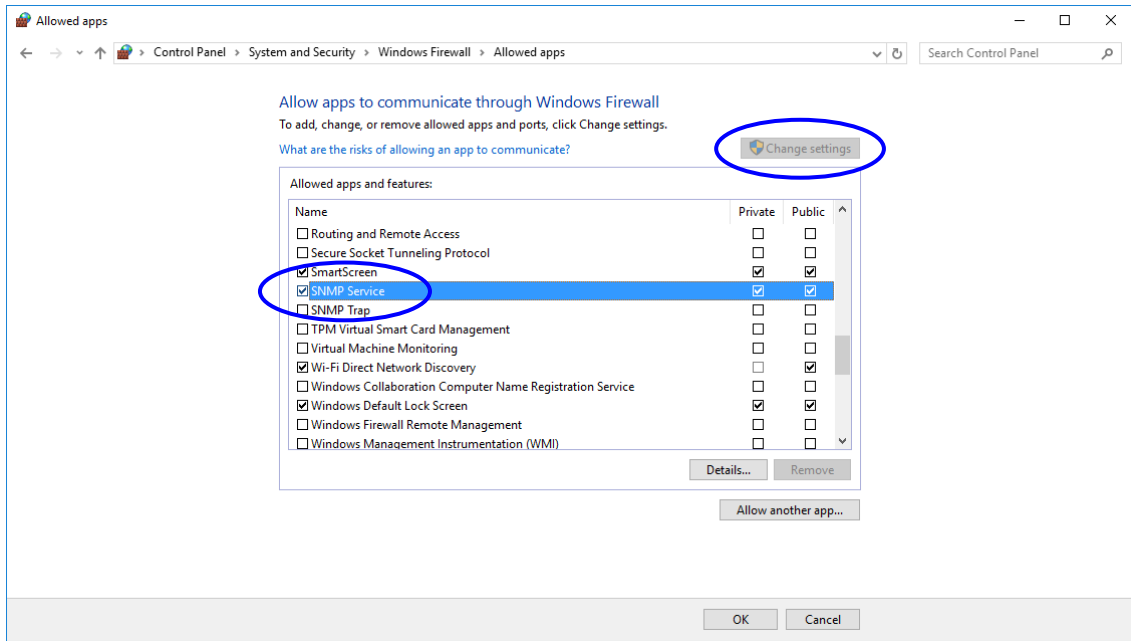 Allowed apps
Control Panel > System and Security > Windows Firewall > Allowed apps
Search Control Panel
Allow apps to communicate through Windows Firewall
To add, change, or remove allowed apps and ports, click Change settings.
What are the risks of allowing an app to communicate?
Change settings
Allowed apps and features:
Name Private Public
Routing and Remote Access
Secure Socket Tunneling Protocol
SmartScreen
SNMP Service
SNMP Trap
TPM Virtual Smart Card Management
Virtual Machine Monitoring
Wi-Fi Direct Network Discovery
Windows Collaboration Computer Name Registration Service
Windows Default Lock Screen
Windows Firewall Remote Management
Windows Management Instrumentation (WMI)
Details... Remove
Allow another app...
OK Cancel